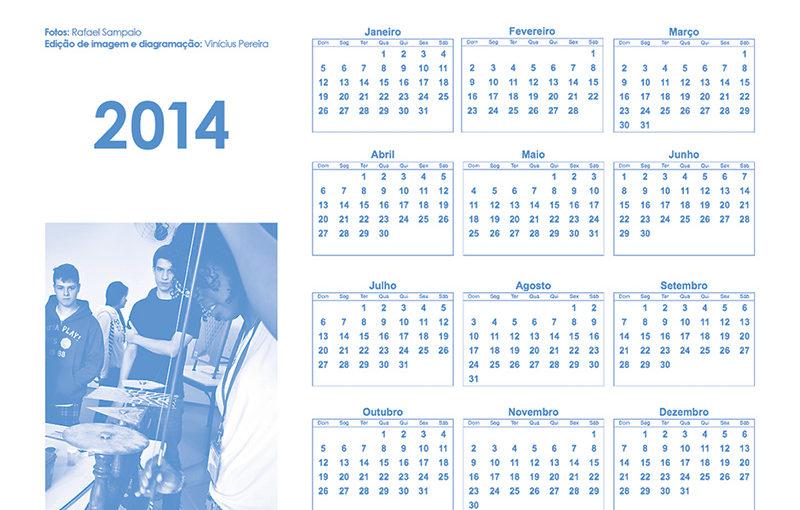 Fotos: Rafael Sampaio
Edição de imagem e diagramação: Vinícius Pereira
2014
PLAY!
Janeiro
Dom Seg Ter Qua Qui Sex Sáb
1 2 3 4
5 6 7 8 9 10 11
12 13 14 15 16 17 18
19 20 21 22 23 24 25
26 27 28 29 30 31
Fevereiro
Dom Seg Ter Qua Qui Sex Sáb
1
2 3 4 5 6 7 8
9 10 11 12 13 14 15
16 17 18 19 20 21 22
23 24 25 26 27 28
Março
Dom Seg Ter Qua Qui Sex Sáb
1
2 3 4 5 6 7 8
9 10 11 12 13 14 15
16 17 18 19 20 21 22
23 24 25 26 27 28 29
30 31
Abril
Dom Seg Ter Qua Qui Sex Sáb
1 2 3 4 5
6 7 8 9 10 11 12
13 14 15 16 17 18 19
20 21 22 23 24 25 26
27 28 29 30
Maio
Dom Seg Ter Qua Qui Sex Sáb
1 2 3
4 5 6 7 8 9 10
11 12 13 14 15 16 17
18 19 20 21 22 23 24
25 26 27 28 29 30 31
Junho
Dom Seg Ter Qua Qui Sex Sáb
1 2 3 4 5 6 7
8 9 10 11 12 13 14
15 16 17 18 19 20 21
22 23 24 25 26 27 28
29 30
Julho
Dom Seg Ter Qua Qui Sex Sáb
1 2 3 4 5
6 7 8 9 10 11 12
13 14 15 16 17 18 19
20 21 22 23 24 25 26
27 28 29 30 31
Agosto
Dom Seg Ter Qua Qui Sex Sáb
1 2
3 4 5 6 7 8 9
10 11 12 13 14 15 16
17 18 19 20 21 22 23
24 25 26 27 28 29 30
31
Setembro
Dom Seg Ter Qua Qui Sex Sáb
1 2 3 4 5 6
7 8 9 10 11 12 13
14 15 16 17 18 19 20
21 22 23 24 25 26 27
28 29 30
Outubro
Dom Seg Ter Qua Qui Sex Sáb
1 2 3 4
5 6 7 8 9 10 11
12 13 14 15 16 17 18
19 20 21 22 23 24 25
26 27 28 29 30 31
Novembro
Dom Seg Ter Qua Qui Sex Sáb
1
2 3 4 5 6 7 8
9 10 11 12 13 14 15
16 17 18 19 20 21 22
23 24 25 26 27 28 29
30
Dezembro
Dom Seg Ter Qua Qui Sex Sáb
1 2 3 4 5 6
7 8 9 10 11 12 13
14 15 16 17 18 19 20
21 22 23 24 25 26 27
28 29 30 31